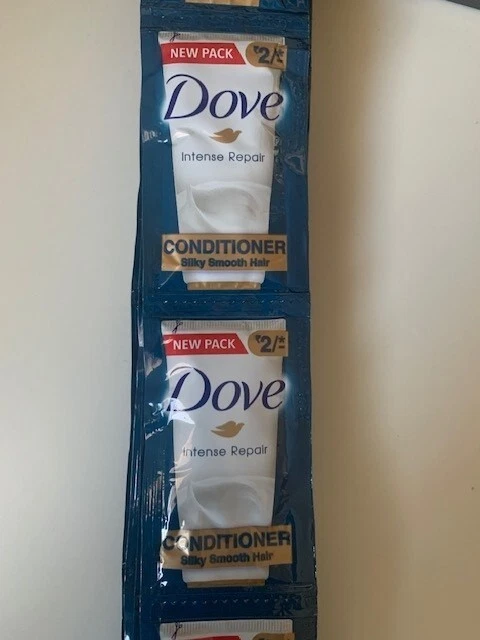 NEW PACK ₹2/*
Dove
Intense Repair
CONDITIONER
Silky Smooth Hair
NEW PACK ₹2/*
Dove
Intense Repair
CONDITIONER
Silky Smooth Hair